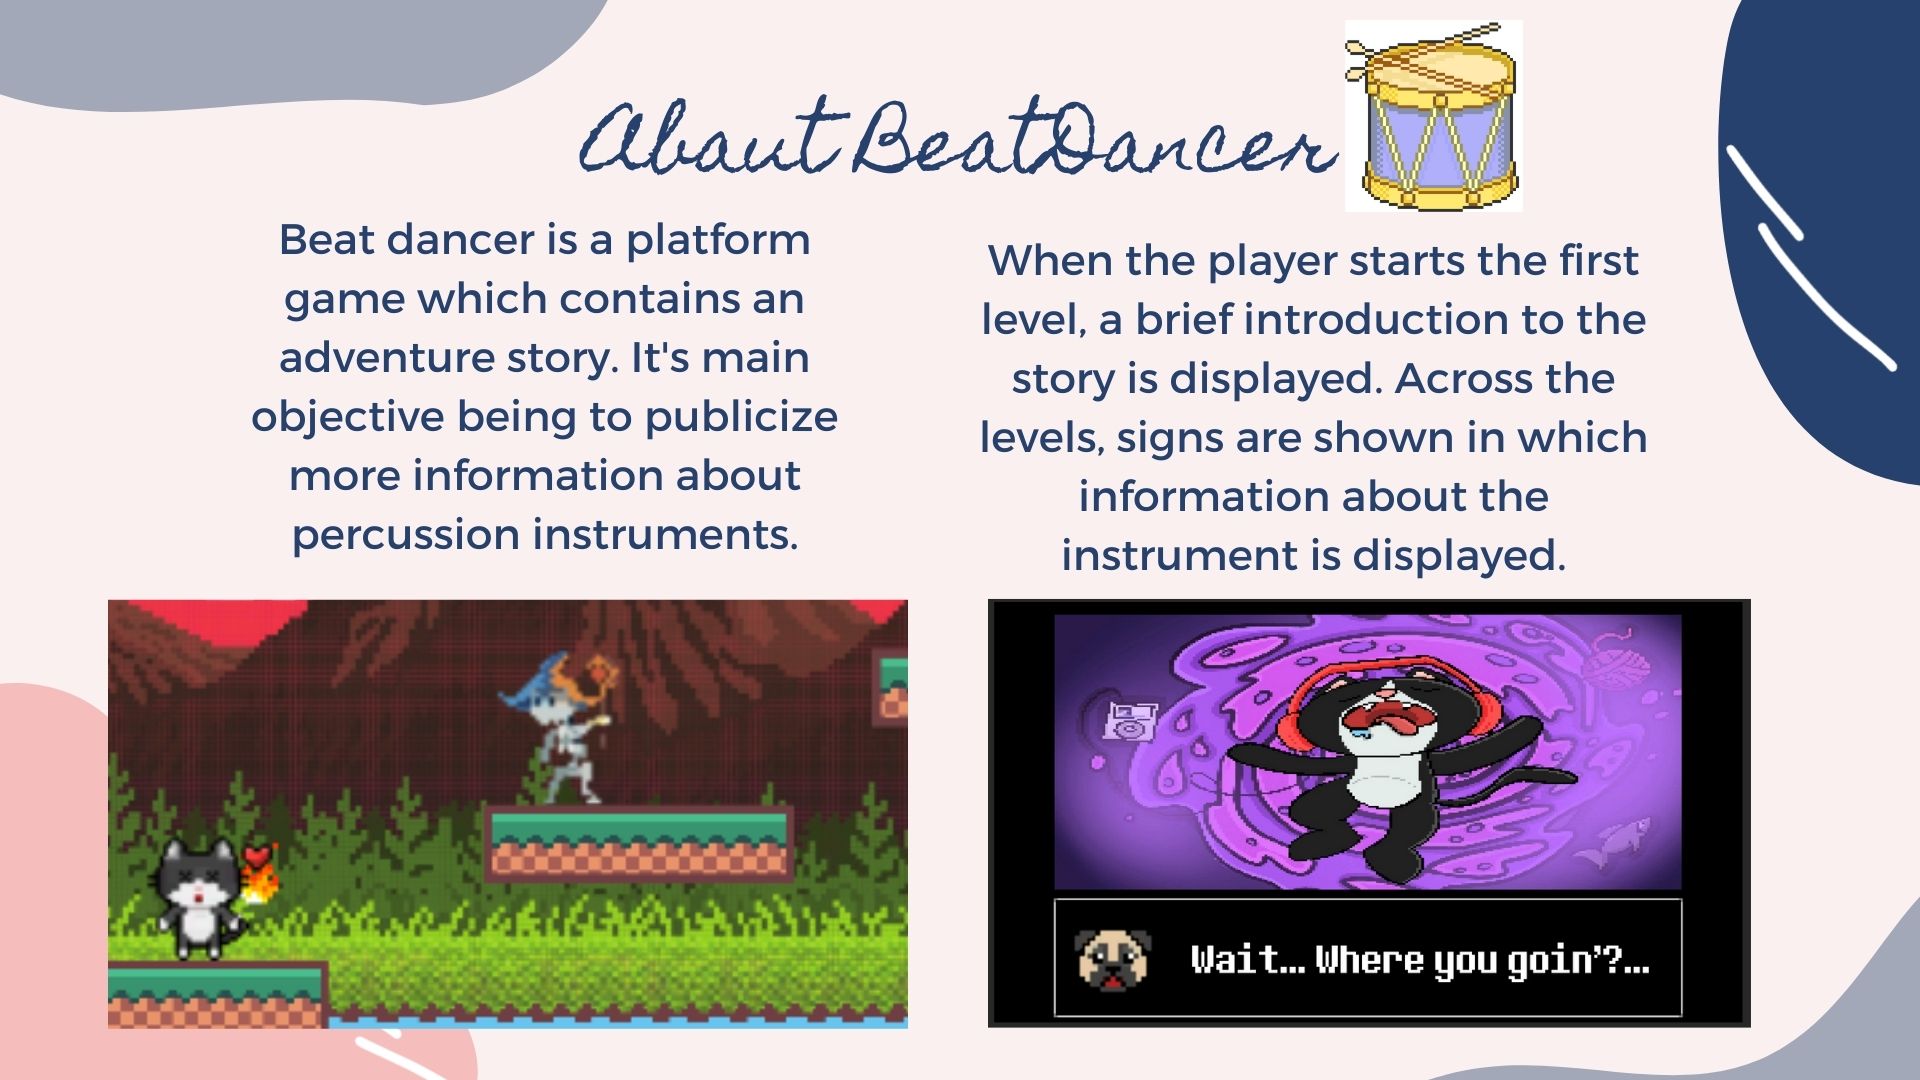 About BeatDancer
Beat dancer is a platform
game which contains an
adventure story. It's main
objective being to publicize
more information about
percussion instruments.
When the player starts the first
level, a brief introduction to the
story is displayed. Across the
levels, signs are shown in which
information about the
instrument is displayed.
Wait... Where you goin'?...